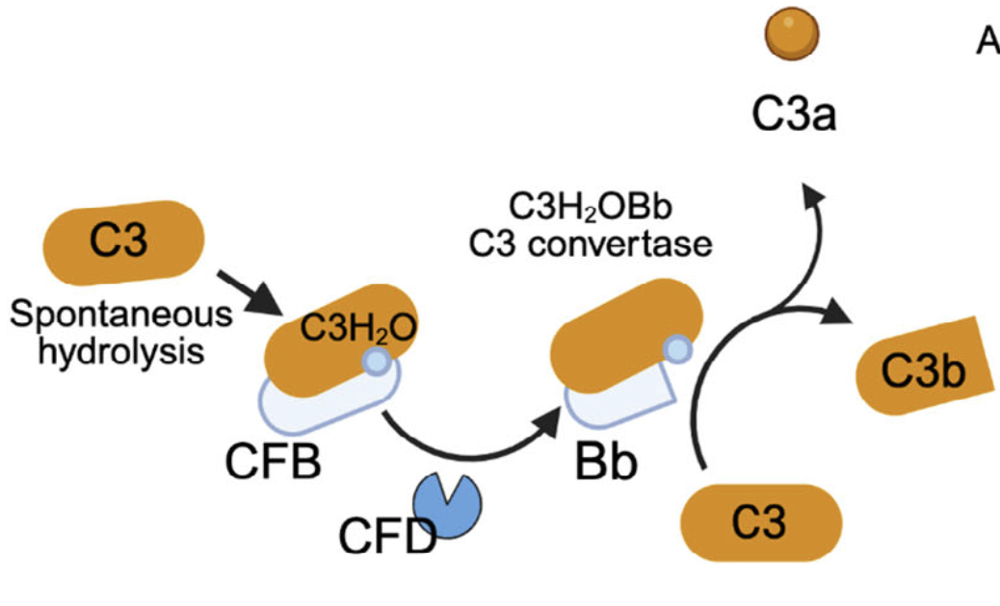 A
C3a
C3H₂OBb
C3 convertase
C3
Spontaneous
hydrolysis
C3H₂O
C3b
CFB
Bb
CFD
C3